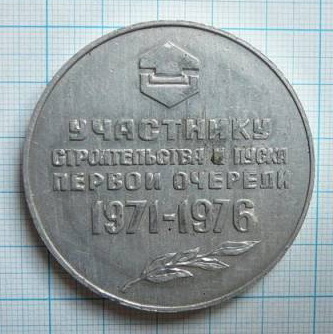 УЧАСТНИКУ
СТРОИТЕЛЬСТВА И ПУСКА
ПЕРВОЙ ОЧЕРЕДИ
1971-1976